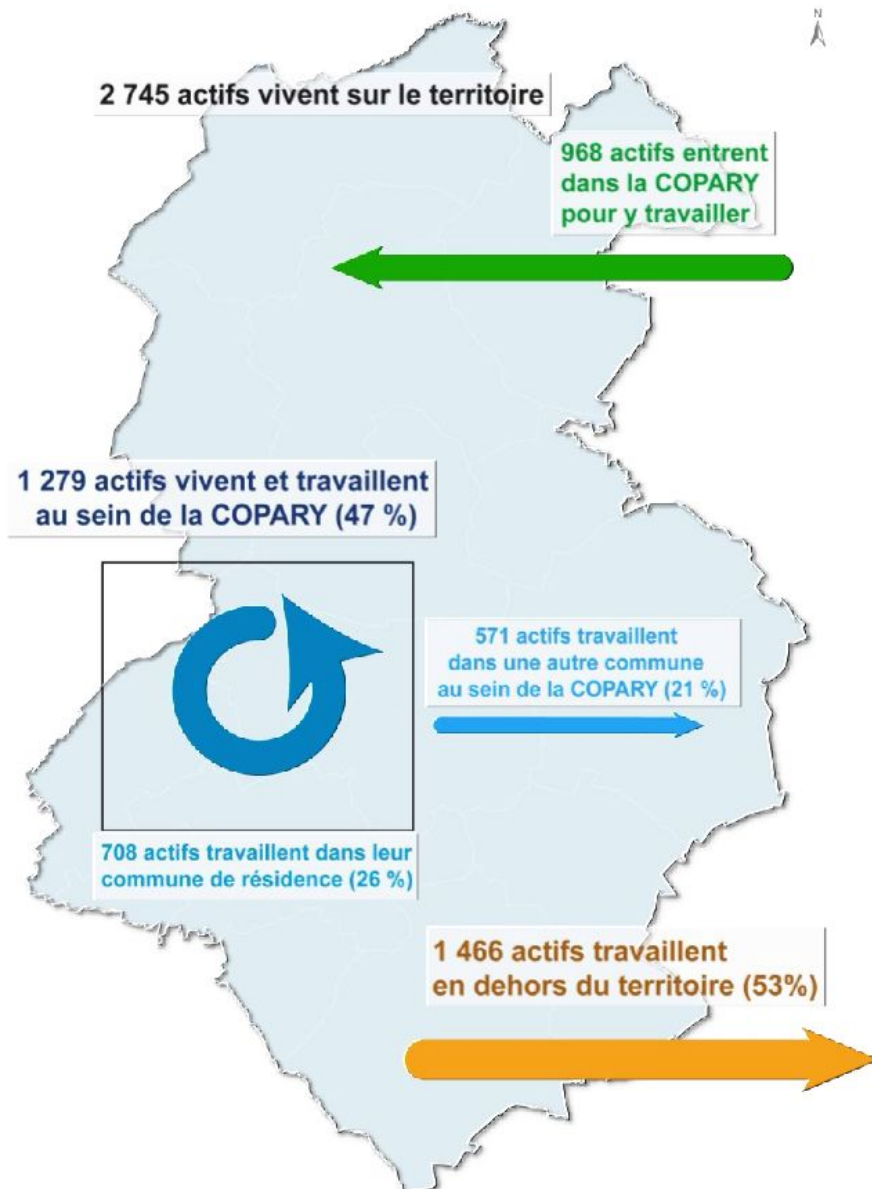 N
2 745 actifs vivent sur le territoire
968 actifs entrent
dans la COPARY
pour y travailler
1 279 actifs vivent et travaillent
au sein de la COPARY (47 %)
571 actifs travaillent
dans une autre commune
au sein de la COPARY (21 %)
708 actifs travaillent dans leur
commune de résidence (26 %)
1 466 actifs travaillent
en dehors du territoire (53%)